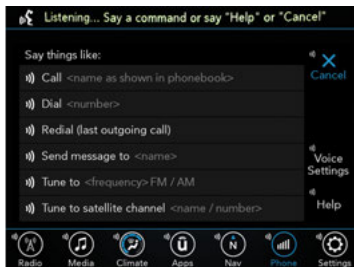 Listening... Say a command or say "Help" or "Cancel"
Say things like:
Call <name as shown in phonebook>
Dial <number>
Redial (last outgoing call)
Send message to <name>
Tune to <frequency> FM / AM
Tune to satellite channel <name / number>
Cancel
Voice
Settings
Help
Radio
Media
Climate
Apps
Nav
Phone
Settings